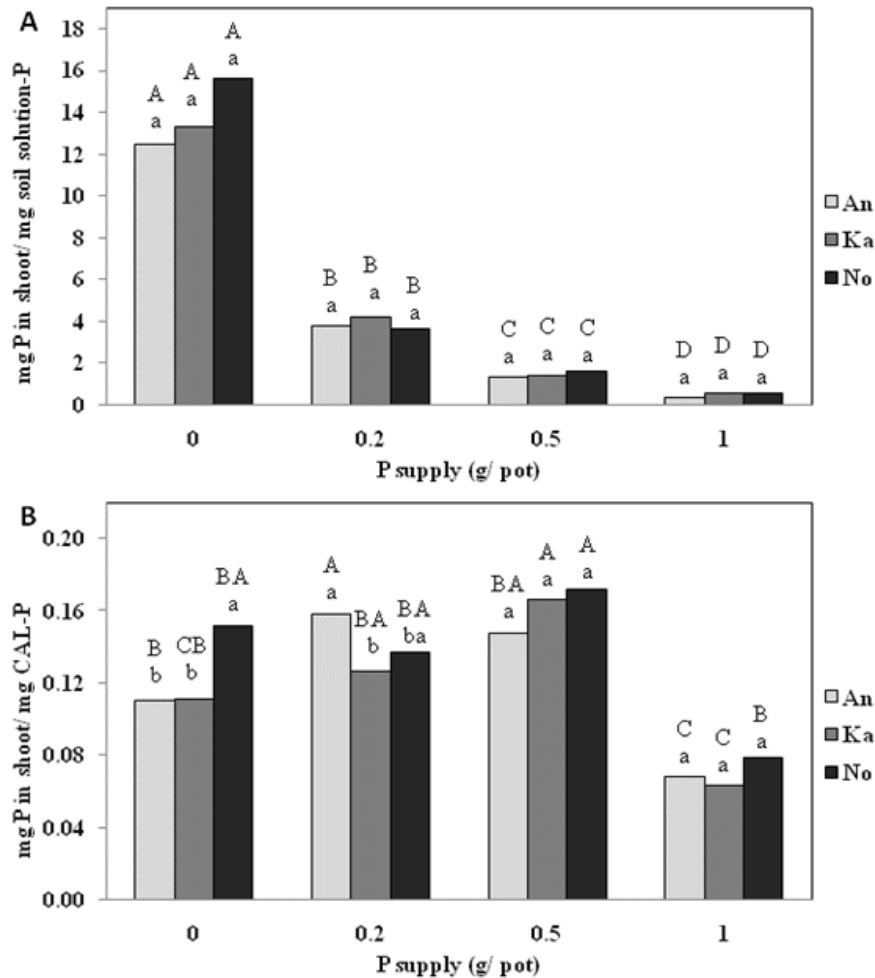 A
mgP in shoot/ mg soil solution-P
18
16
14
12
10
8
6
4
2
0
A
a
A
a
A
a
B
a
B
a
B
a
C
a
C
a
C
a
D
a
D
a
D
a
0 0.2 0.5 1
P supply (g/ pot)
An
Ka
No
B
mgP in shoot/ mg CAL-P
0.20
0.16
0.12
0.08
0.04
0.00
B
b
CB
b
BA
a
A
a
BA
b
BA
ba
BA
a
A
a
A
a
C
a
C
a
B
a
0 0.2 0.5 1
P supply (g/ pot)
An
Ka
No